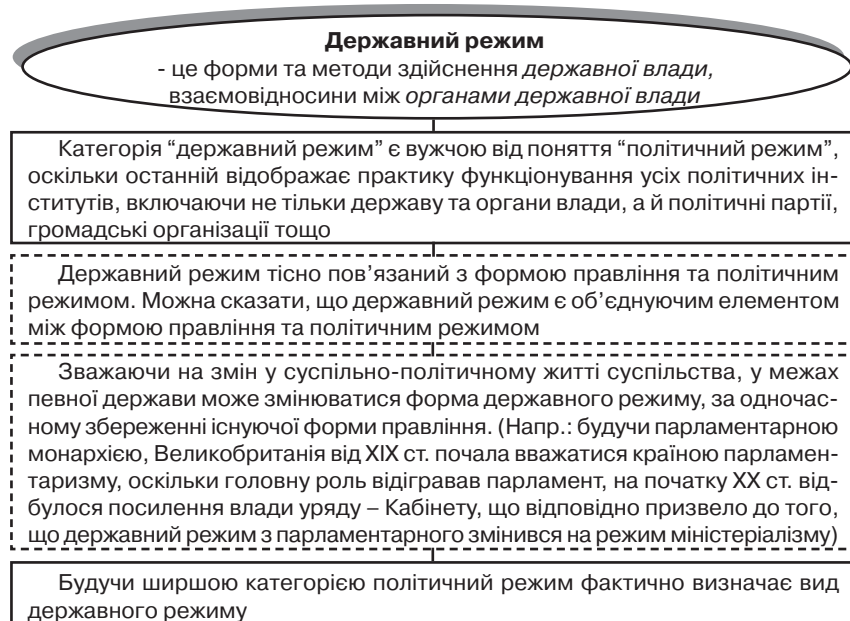 Державний режим
- це форми та методи здійснення державної влади,
взаємовідносини між органами державної влади
Категорія “державний режим” є вужчою від поняття “політичний режим”,
оскільки останній відображає практику функціонування усіх політичних ін-
ститутів, включаючи не тільки державу та органи влади, а й політичні партії,
громадські організації тощо
Державний режим тісно пов’язаний з формою правління та політичним
режимом. Можна сказати, що державний режим є об’єднуючим елементом
між формою правління та політичним режимом
Зважаючи на змін у суспільно-політичному житті суспільства, у межах
певної держави може змінюватися форма державного режиму, за одночас-
ному збереженні існуючої форми правління. (Напр.: будучи парламентарною
монархією, Великобританія від XIX ст. почала вважатися країною парламен-
таризму, оскільки головну роль відігравав парламент, на початку XX ст. від-
булося посилення влади уряду – Кабінету, що відповідно призвело до того,
що державний режим з парламентарного змінився на режим міністеріалізму)
Будучи ширшою категорією політичний режим фактично визначає вид
державного режиму